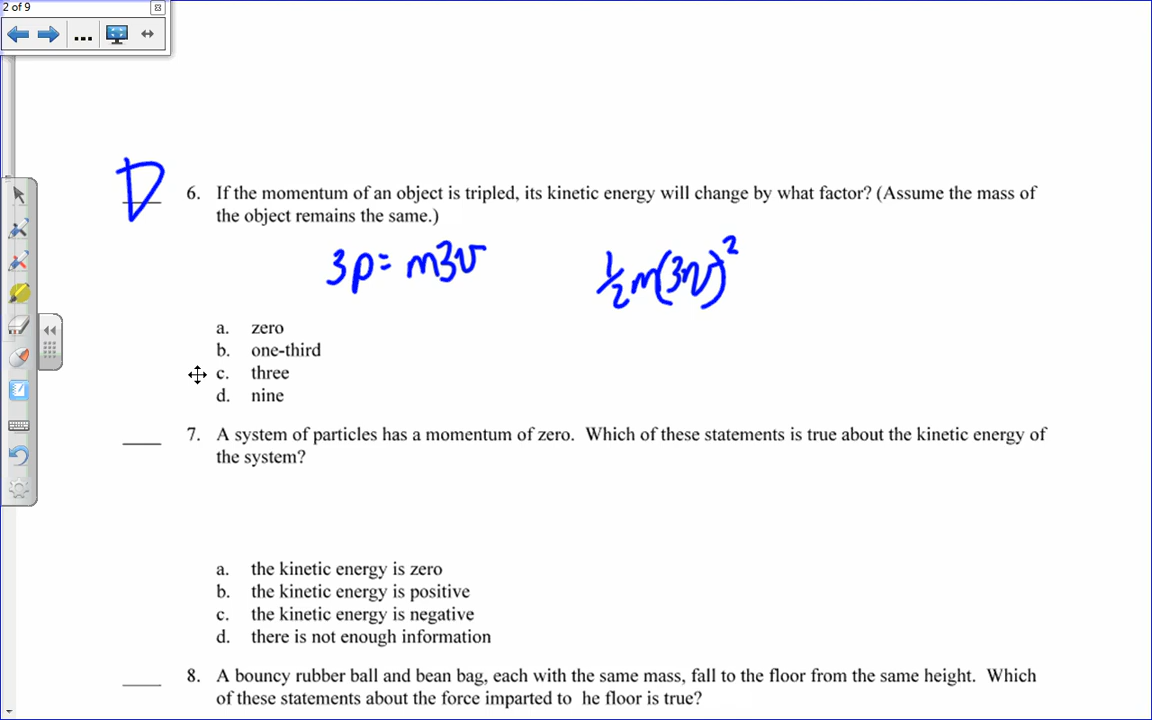 2 of 9
...
D
6. If the momentum of an object is tripled, its kinetic energy will change by what factor? (Assume the mass of
the object remains the same.)
3p = m3v ½m(3v)²
a. zero
b. one-third
c. three
d. nine
7. A system of particles has a momentum of zero. Which of these statements is true about the kinetic energy of
the system?
a. the kinetic energy is zero
b. the kinetic energy is positive
c. the kinetic energy is negative
d. there is not enough information
8. A bouncy rubber ball and bean bag, each with the same mass, fall to the floor from the same height. Which
of these statements about the force imparted to he floor is true?